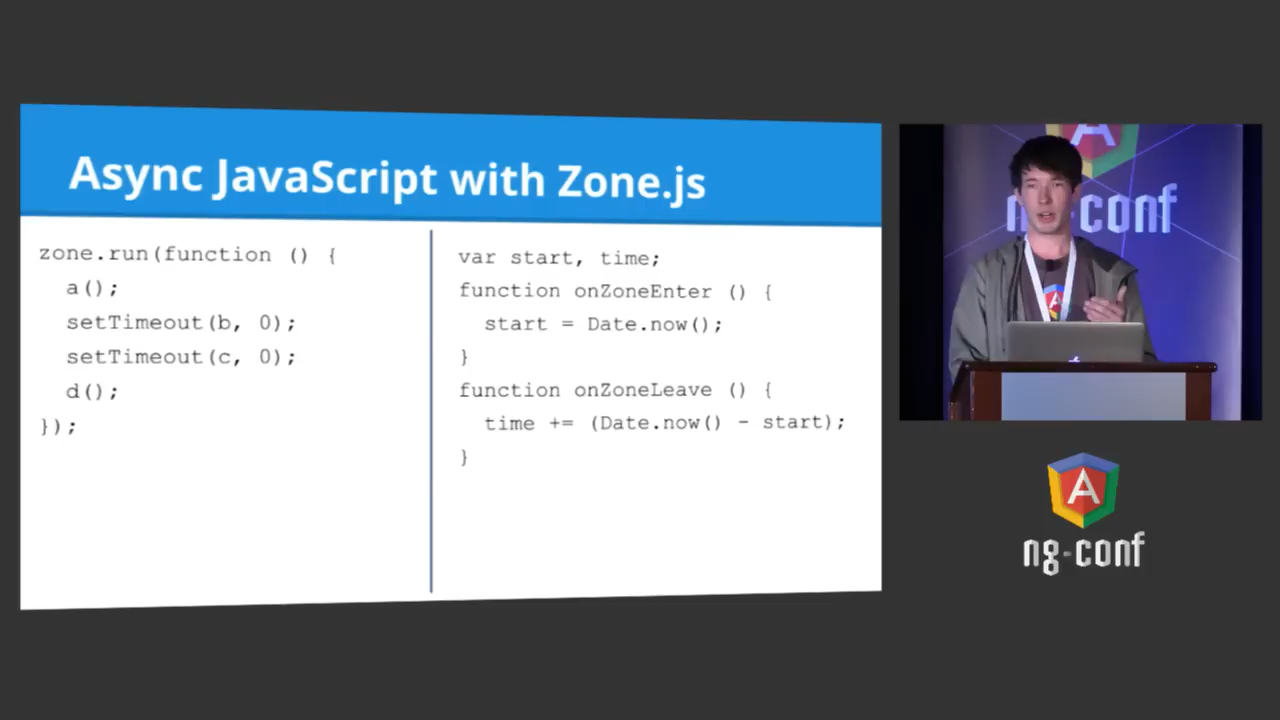 Async JavaScript with Zone.js
zone.run(function () {
a();
setTimeout(b, 0);
setTimeout(c, 0);
d();
});
var start, time;
function onZoneEnter () {
start = Date.now();
}
function onZoneLeave () {
time += (Date.now() - start);
}
A
ng-conf
A
ng-conf